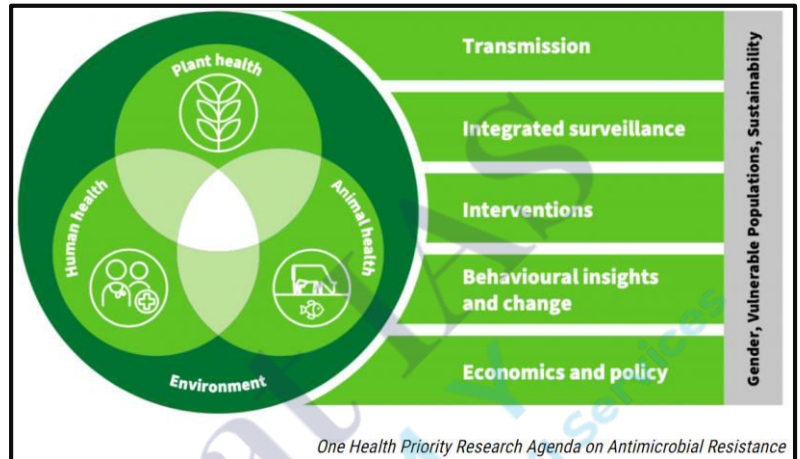 Plant health
Human health
Animal health
Environment
Transmission
Integrated surveillance
Interventions
Behavioural insights
and change
Economics and policy
Gender, Vulnerable Populations, Sustainability
One Health Priority Research Agenda on Antimicrobial Resistance